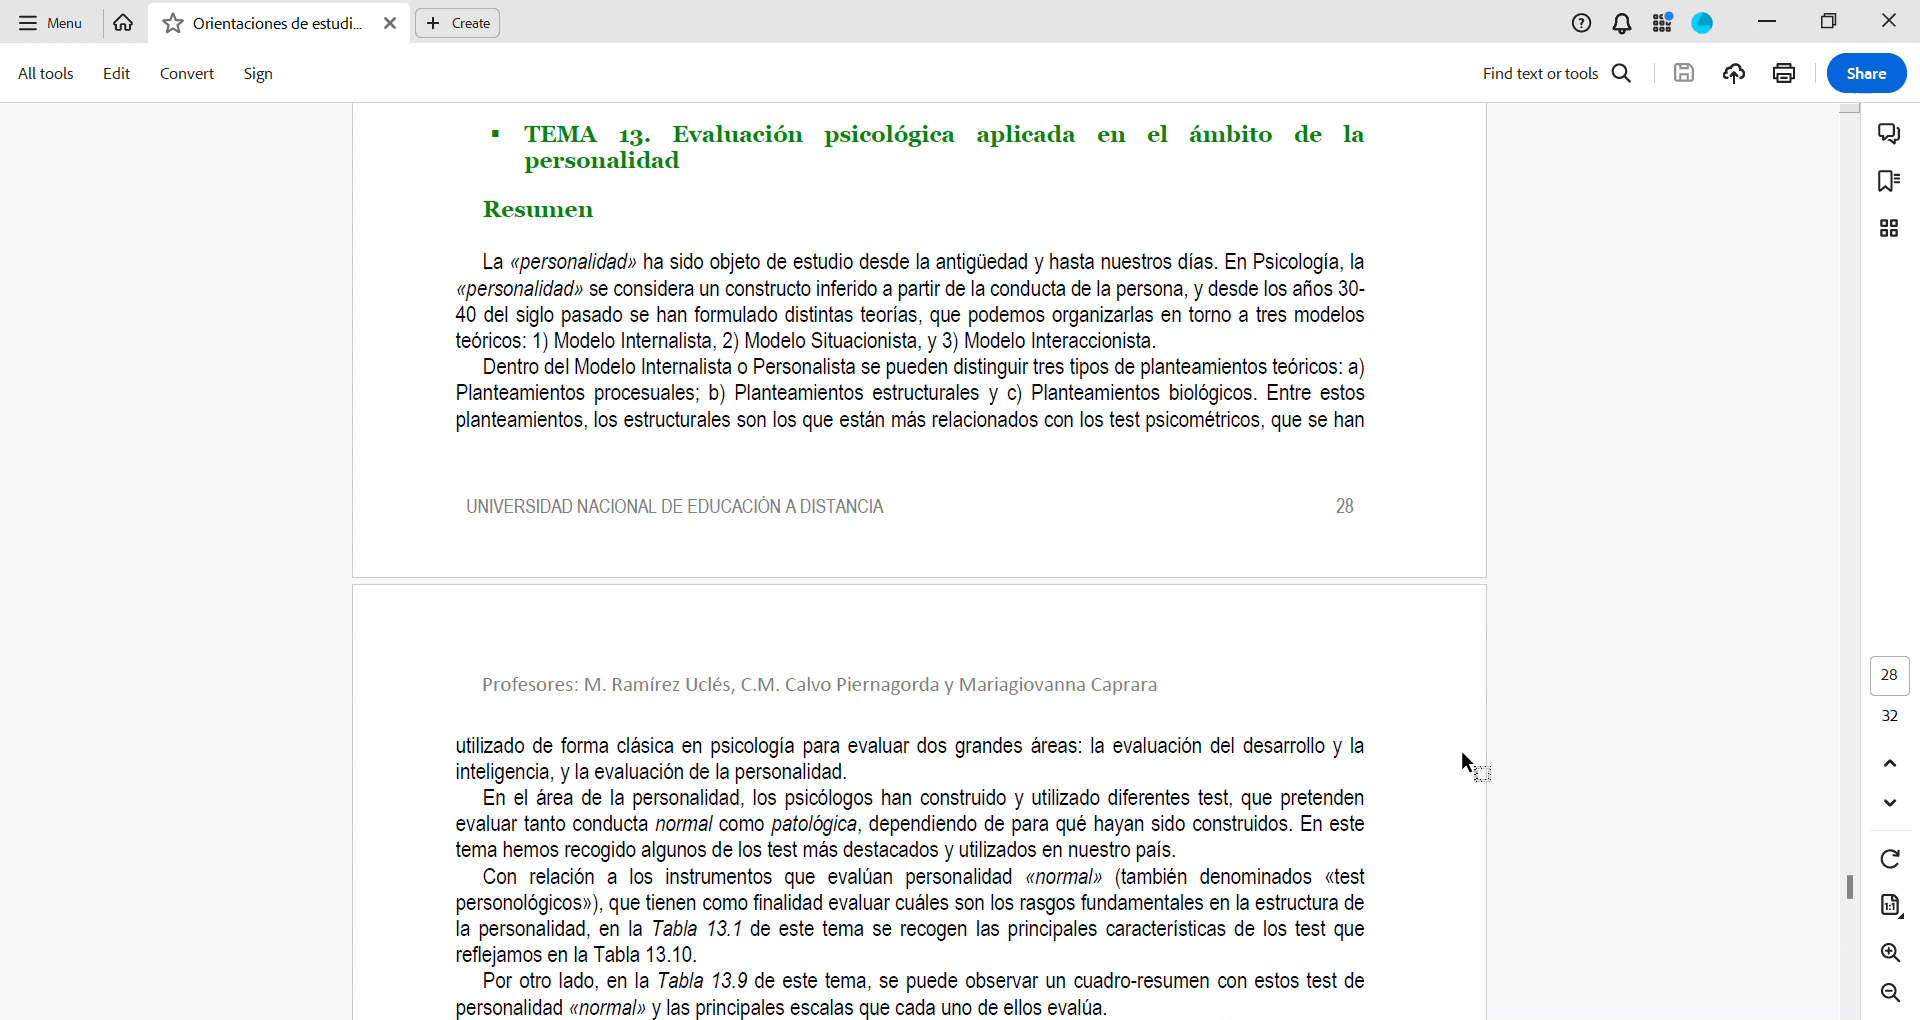 Menu
Orientaciones de estudi...
Create
All tools
Edit
Convert
Sign
Find text or tools
Share
▪ TEMA 13. Evaluación psicológica aplicada en el ámbito de la
personalidad
Resumen
La «personalidad» ha sido objeto de estudio desde la antigüedad y hasta nuestros días. En Psicología, la
«personalidad» se considera un constructo inferido a partir de la conducta de la persona, y desde los años 30-
40 del siglo pasado se han formulado distintas teorías, que podemos organizarlas en torno a tres modelos
teóricos: 1) Modelo Internalista, 2) Modelo Situacionista, y 3) Modelo Interaccionista.
Dentro del Modelo Internalista o Personalista se pueden distinguir tres tipos de planteamientos teóricos: a)
Planteamientos procesuales; b) Planteamientos estructurales y c) Planteamientos biológicos. Entre estos
planteamientos, los estructurales son los que están más relacionados con los test psicométricos, que se han
UNIVERSIDAD NACIONAL DE EDUCACIÓN A DISTANCIA 28
Profesores: M. Ramírez Uclés, C.M. Calvo Piernagorda y Mariagiovanna Caprara
utilizado de forma clásica en psicología para evaluar dos grandes áreas: la evaluación del desarrollo y la
inteligencia, y la evaluación de la personalidad.
En el área de la personalidad, los psicólogos han construido y utilizado diferentes test, que pretenden
evaluar tanto conducta normal como patológica, dependiendo de para qué hayan sido construidos. En este
tema hemos recogido algunos de los test más destacados y utilizados en nuestro país.
Con relación a los instrumentos que evalúan personalidad «normal» (también denominados «test
personológicos»), que tienen como finalidad evaluar cuáles son los rasgos fundamentales en la estructura de
la personalidad, en la Tabla 13.1 de este tema se recogen las principales características de los test que
reflejamos en la Tabla 13.10.
Por otro lado, en la Tabla 13.9 de este tema, se puede observar un cuadro-resumen con estos test de
personalidad «normal» y las principales escalas que cada uno de ellos evalúa.
28
32
1:1